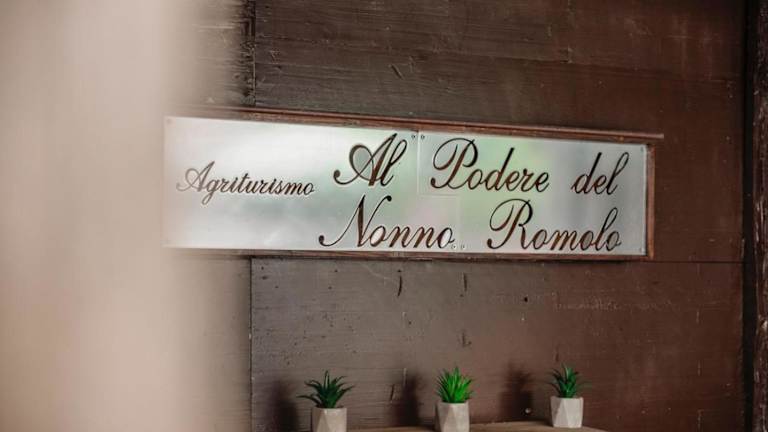 Agriturismo Al Podere del
Nonno Romolo